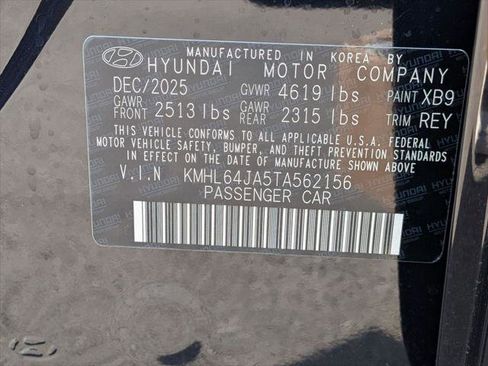 MANUFACTURED IN KOREA BY
HYUNDAI MOTOR COMPANY
DEC/2025 GVWR 4619 lbs PAINT XB9
GAWR FRONT 2513 lbs GAWR REAR 2315 lbs TRIM REY
THIS VEHICLE CONFORMS TO ALL APPLICABLE U.S.A. FEDERAL
MOTOR VEHICLE SAFETY, BUMPER, AND THEFT PREVENTION STANDARDS
IN EFFECT ON THE DATE OF MANUFACTURE SHOWN ABOVE.
V.I.N KMHL64JA5TA562156
PASSENGER CAR